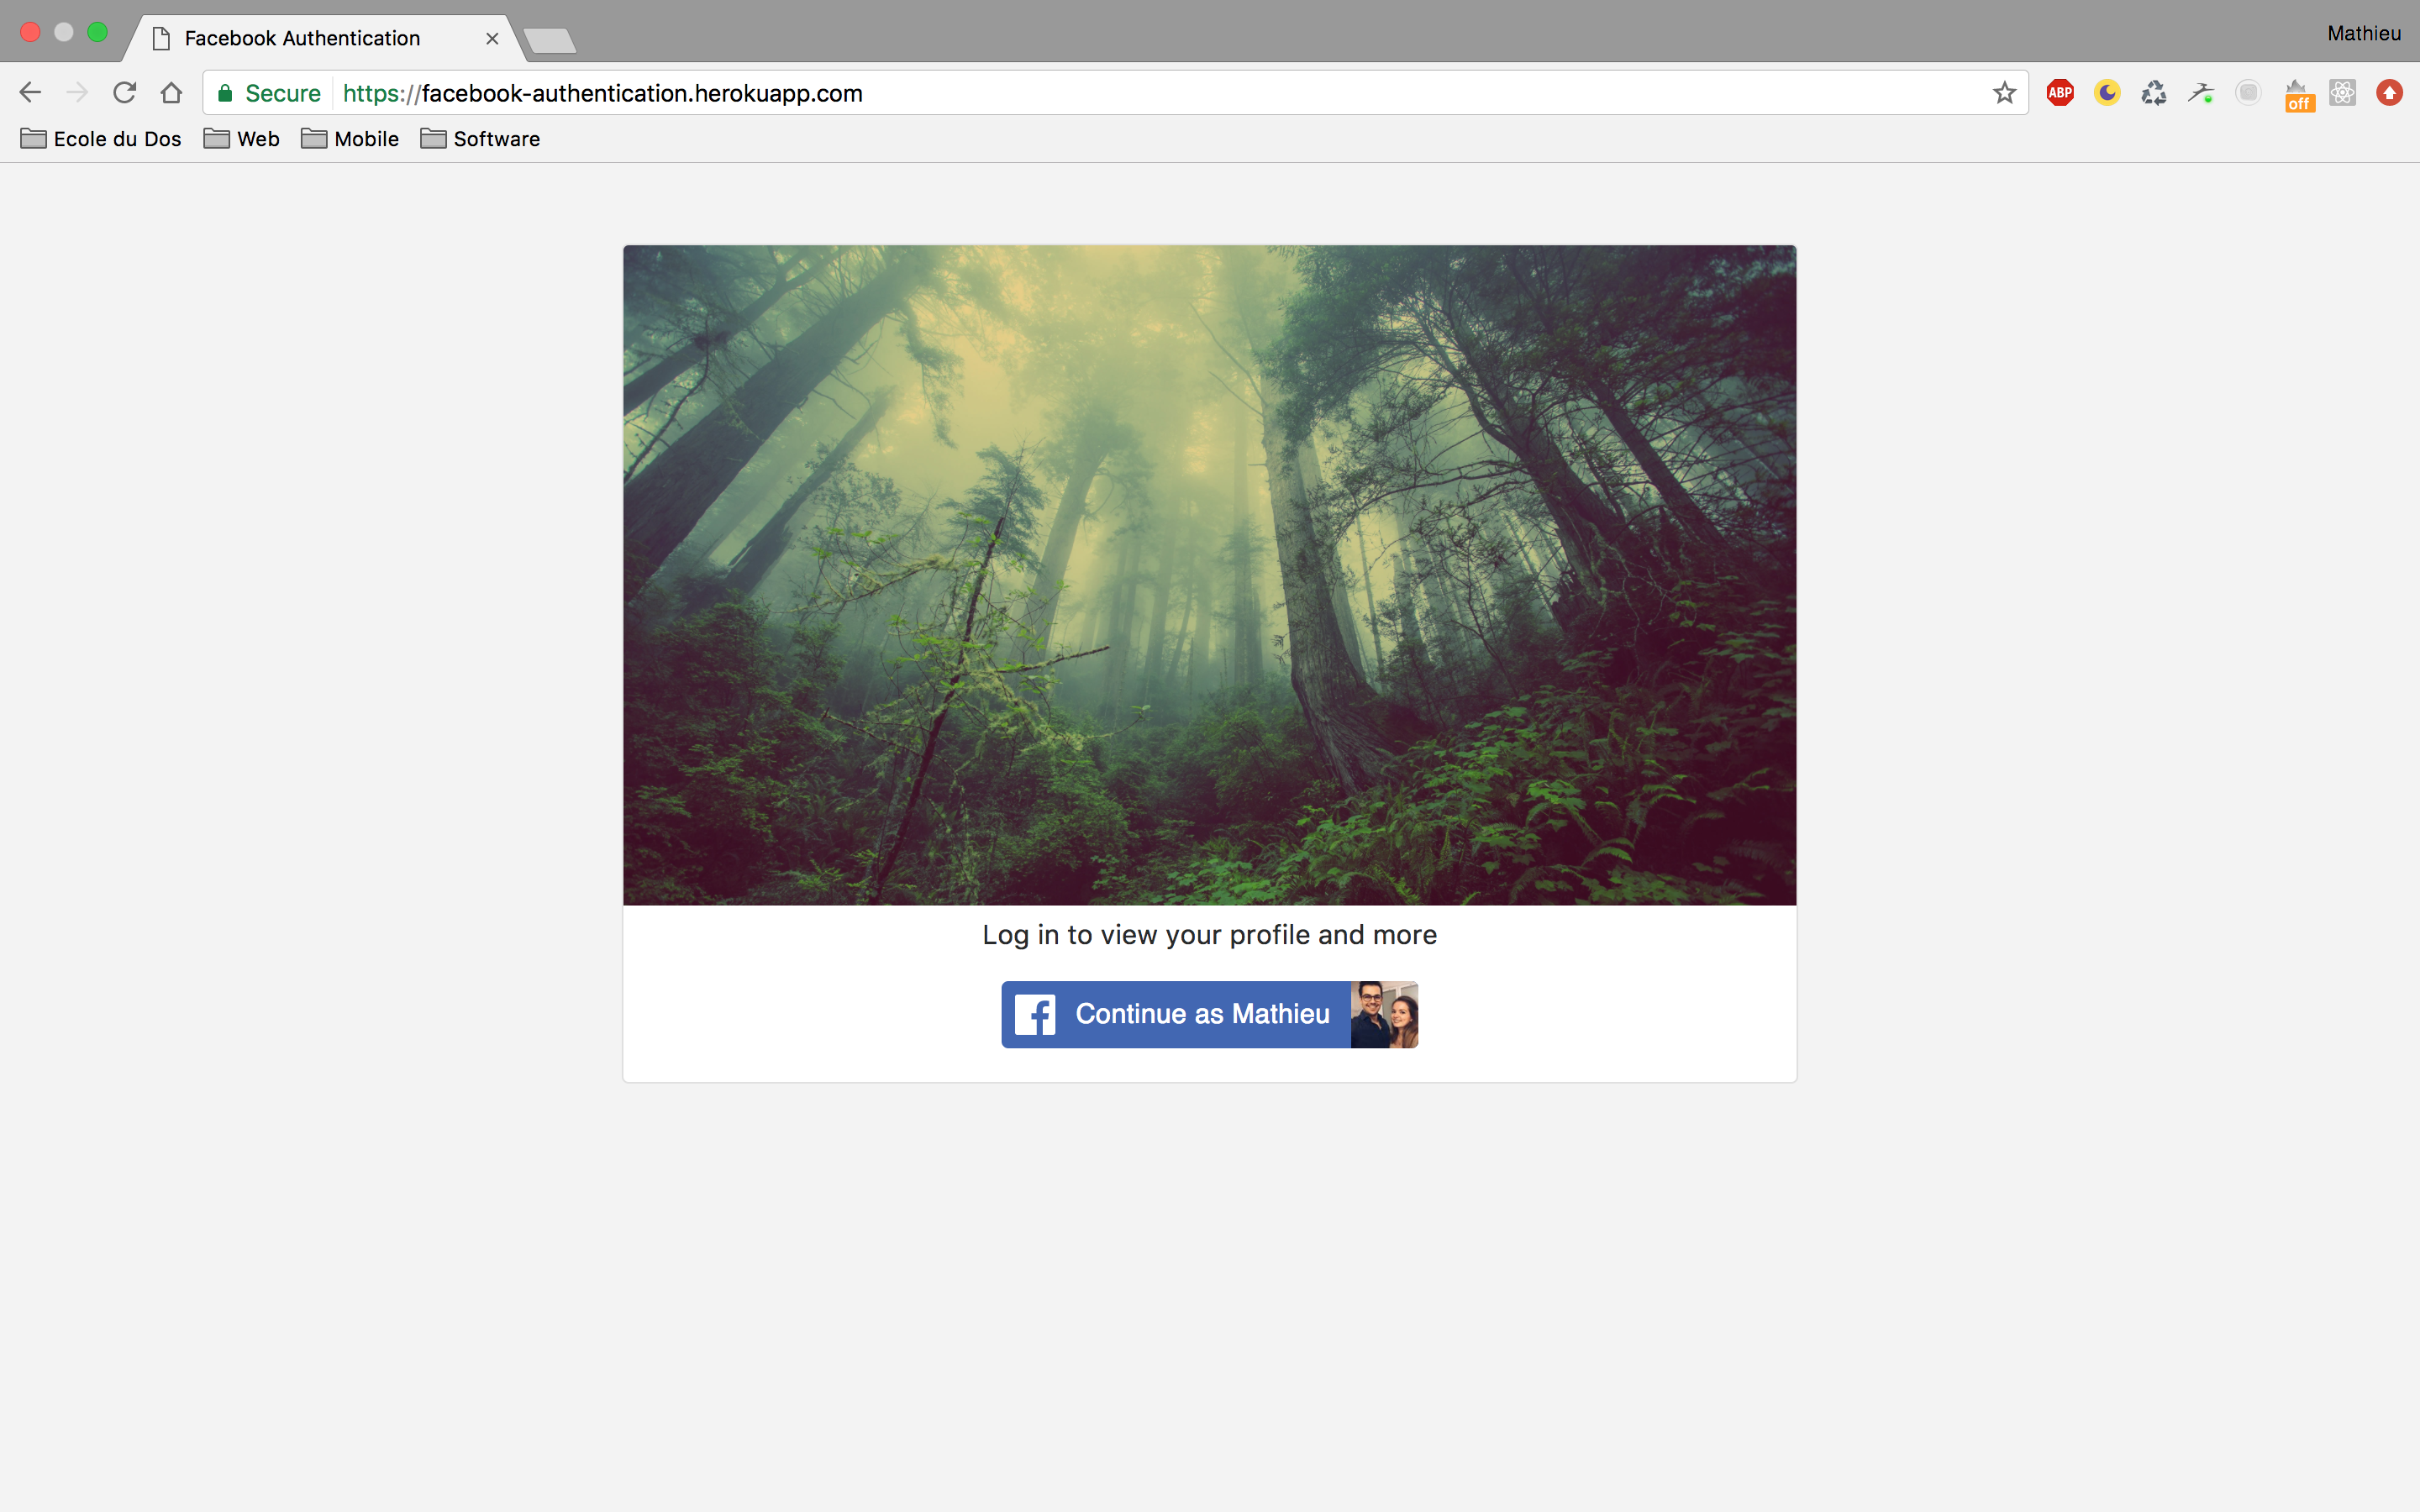 Facebook Authentication
Mathieu
Secure https://facebook-authentication.herokuapp.com
ABP
off
Ecole du Dos Web Mobile Software
Log in to view your profile and more
Continue as Mathieu